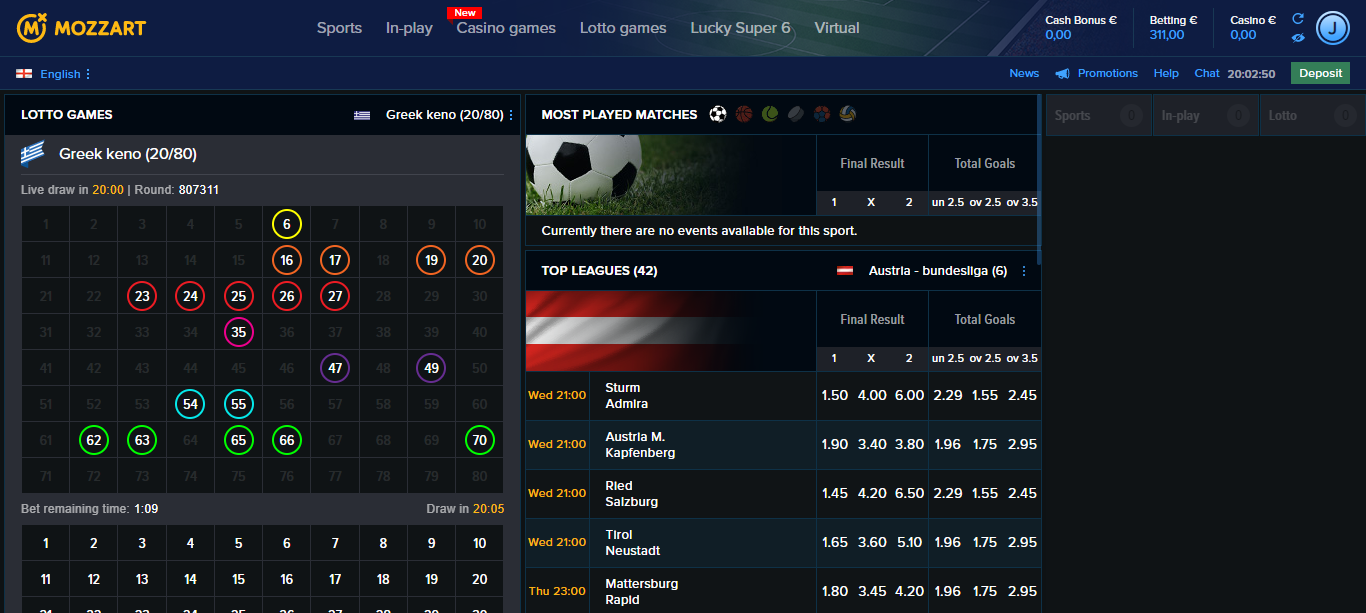 MOZZART
Sports
In-play
New
Casino games
Lotto games
Lucky Super 6
Virtual
Cash Bonus €
0,00
Betting €
311,00
Casino €
0,00
J
English
News
Promotions
Help
Chat
20:02:50
Deposit
LOTTO GAMES
Greek keno (20/80)
Greek keno (20/80)
Live draw in 20:00 | Round: 807311
1 2 3 4 5 6 7 8 9 10
11 12 13 14 15 16 17 18 19 20
21 22 23 24 25 26 27 28 29 30
31 32 33 34 35 36 37 38 39 40
41 42 43 44 45 46 47 48 49 50
51 52 53 54 55 56 57 58 59 60
61 62 63 64 65 66 67 68 69 70
71 72 73 74 75 76 77 78 79 80
Bet remaining time: 1:09
Draw in 20:05
1 2 3 4 5 6 7 8 9 10
11 12 13 14 15 16 17 18 19 20
MOST PLAYED MATCHES
Final Result
Total Goals
1 X 2 un 2.5 ov 2.5 ov 3.5
Currently there are no events available for this sport.
TOP LEAGUES (42)
Austria - bundesliga (6)
Final Result
Total Goals
1 X 2 un 2.5 ov 2.5 ov 3.5
Wed 21:00
Sturm
Admira
1.50 4.00 6.00 2.29 1.55 2.45
Wed 21:00
Austria M.
Kapfenberg
1.90 3.40 3.80 1.96 1.75 2.95
Wed 21:00
Ried
Salzburg
1.45 4.20 6.50 2.29 1.55 2.45
Wed 21:00
Tirol
Neustadt
1.65 3.60 5.10 1.96 1.75 2.95
Thu 23:00
Mattersburg
Rapid
1.80 3.45 4.20 1.96 1.75 2.95
Sports 0
In-play 0
Lotto 0